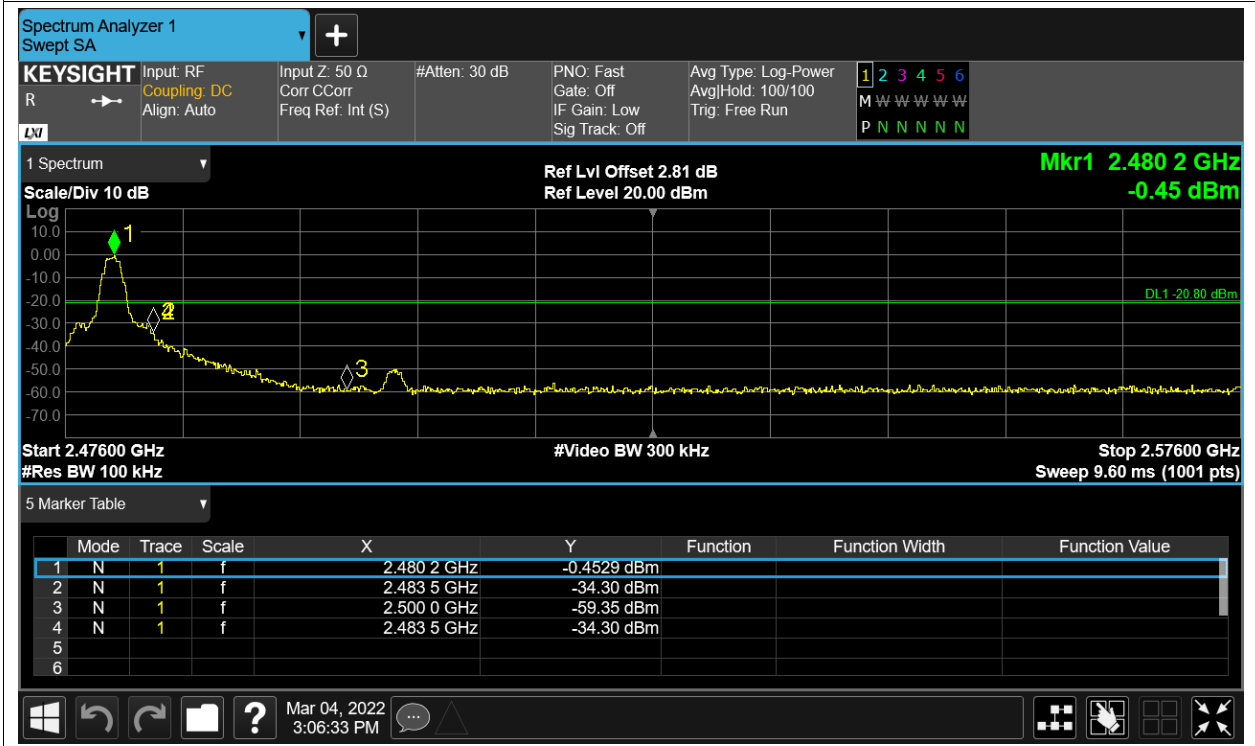 Spectrum Analyzer 1
Swept SA
+
KEYSIGHT Input: RF Input Z: 50 Ω #Atten: 30 dB PNO: Fast Avg Type: Log-Power 1 2 3 4 5 6
R Coupling: DC Corr CCorr Gate: Off Avg|Hold: 100/100 M W W W W W
Align: Auto Freq Ref: Int (S) IF Gain: Low Trig: Free Run
LXI Sig Track: Off P N N N N N
1 Spectrum Ref Lvl Offset 2.81 dB Mkr1 2.480 2 GHz
Scale/Div 10 dB Ref Level 20.00 dBm -0.45 dBm
Log
10.0 1
0.00
-10.0
-20.0 DL1 -20.80 dBm
-30.0
-40.0
-50.0 3
-60.0
-70.0
Start 2.47600 GHz #Video BW 300 kHz Stop 2.57600 GHz
#Res BW 100 kHz Sweep 9.60 ms (1001 pts)
5 Marker Table
Mode Trace Scale X Y Function Function Width Function Value
1 N 1 f 2.480 2 GHz -0.4529 dBm
2 N 1 f 2.483 5 GHz -34.30 dBm
3 N 1 f 2.500 0 GHz -59.35 dBm
4 N 1 f 2.483 5 GHz -34.30 dBm
5
6
? Mar 04, 2022
3:06:33 PM